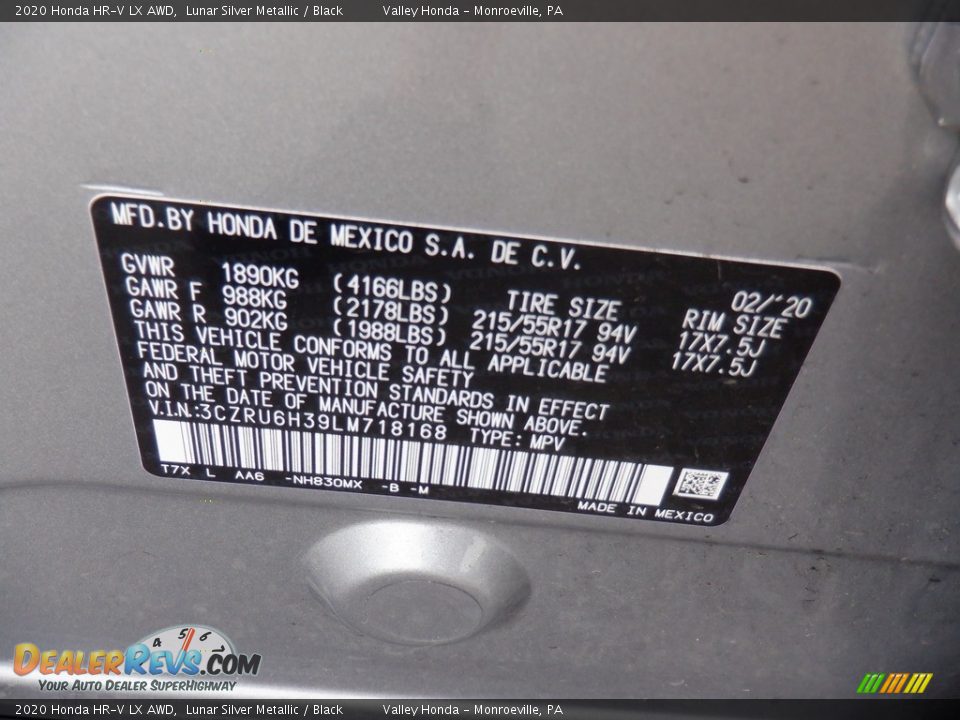 2020 Honda HR-V LX AWD, Lunar Silver Metallic / Black Valley Honda - Monroeville, PA
MFD.BY HONDA DE MEXICO S.A. DE C.V.
02/'20
GVWR 1890KG (4166LBS) TIRE SIZE RIM SIZE
GAWR F 988KG (2178LBS) 215/55R17 94V 17X7.5J
GAWR R 902KG (1988LBS) 215/55R17 94V 17X7.5J
THIS VEHICLE CONFORMS TO ALL APPLICABLE
FEDERAL MOTOR VEHICLE SAFETY
AND THEFT PREVENTION STANDARDS IN EFFECT
ON THE DATE OF MANUFACTURE SHOWN ABOVE.
V.IN:3CZRU6H39LM718168 TYPE: MPV
T7X L AA6 -NH830MX -B -M
MADE IN MEXICO
4 5 6
DEALERREVS.COM
YOUR AUTO DEALER SUPERHIGHWAY
2020 Honda HR-V LX AWD, Lunar Silver Metallic / Black Valley Honda - Monroeville, PA